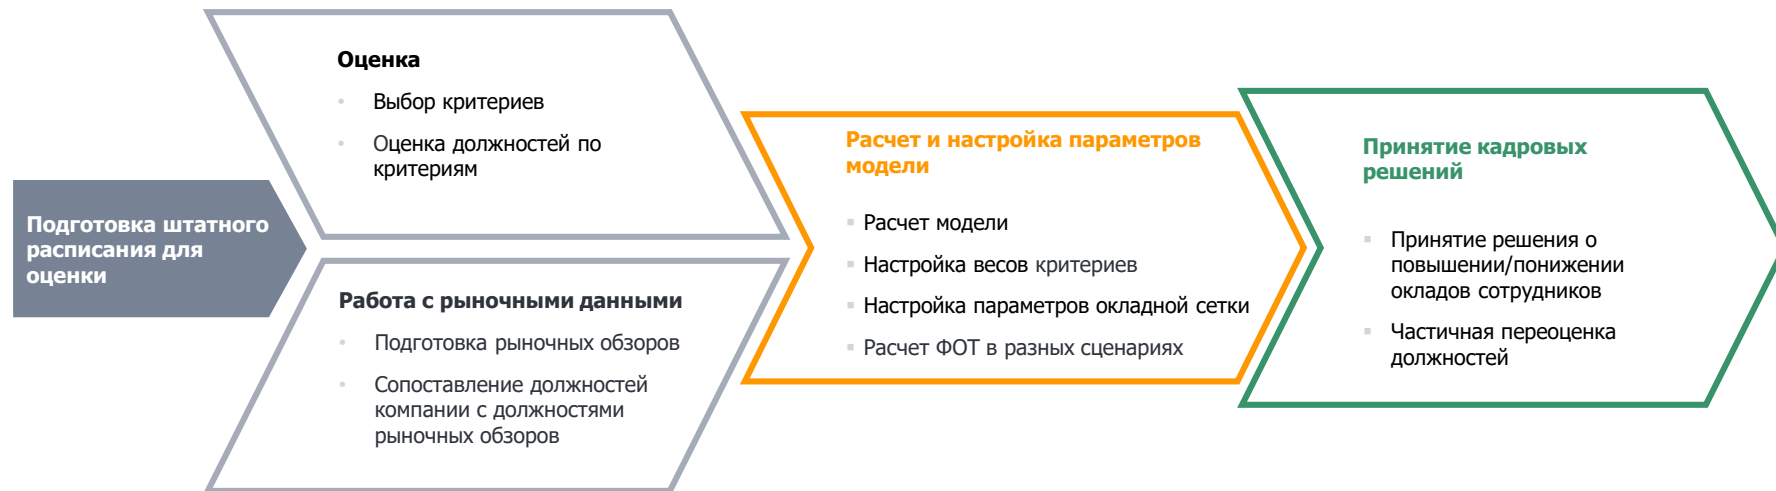 Подготовка штатного
расписания для
оценки
Оценка
Выбор критериев
Оценка должностей по
критериям
Работа с рыночными данными
Подготовка рыночных обзоров
Сопоставление должностей
компании с должностями
рыночных обзоров
Расчет и настройка параметров
модели
Расчет модели
Настройка весов критериев
Настройка параметров окладной сетки
Расчет ФОТ в разных сценариях
Принятие кадровых
решений
Принятие решения о
повышении/понижении
окладов сотрудников
Частичная переоценка
должностей